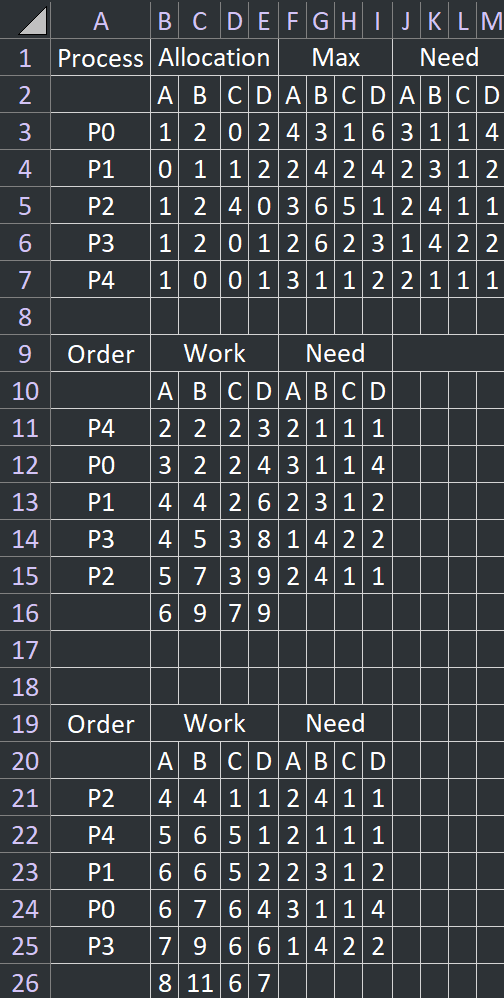 A B C D E F G H I J K L M
1 Process Allocation Max Need
2 A B C D A B C D A B C D
3 P0 1 2 0 2 4 3 1 6 3 1 1 4
4 P1 0 1 1 2 2 4 2 4 2 3 1 2
5 P2 1 2 4 0 3 6 5 1 2 4 1 1
6 P3 1 2 0 1 2 6 2 3 1 4 2 2
7 P4 1 0 0 1 3 1 1 2 2 1 1 1
8
9 Order Work Need
10 A B C D A B C D
11 P4 2 2 2 3 2 1 1 1
12 P0 3 2 2 4 3 1 1 4
13 P1 4 4 2 6 2 3 1 2
14 P3 4 5 3 8 1 4 2 2
15 P2 5 7 3 9 2 4 1 1
16 6 9 7 9
17
18
19 Order Work Need
20 A B C D A B C D
21 P2 4 4 1 1 2 4 1 1
22 P4 5 6 5 1 2 1 1 1
23 P1 6 6 5 2 2 3 1 2
24 P0 6 7 6 4 3 1 1 4
25 P3 7 9 6 6 1 4 2 2
26 8 11 6 7